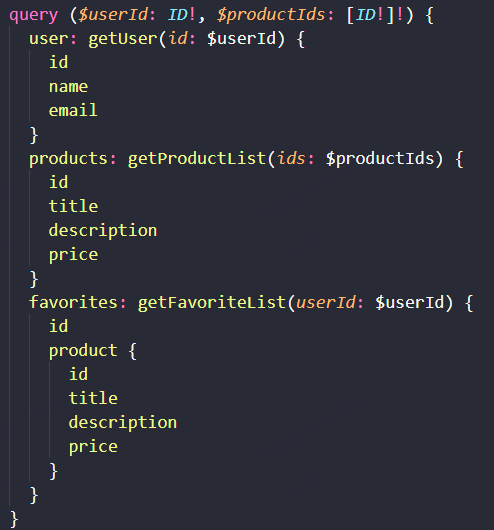 query ($userId: ID!, $productIds: [ID!]!) {
  user: getUser(id: $userId) {
    id
    name
    email
  }
  products: getProductList(ids: $productIds) {
    id
    title
    description
    price
  }
  favorites: getFavoriteList(userId: $userId) {
    id
    product {
      id
      title
      description
      price
    }
  }
}